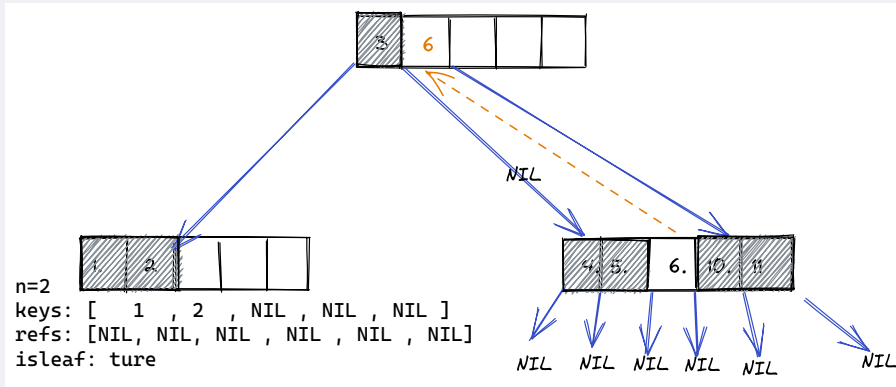 3 6
NIL
1. 2. 4. 5. 6. 10. 11
n=2
keys: [ 1 , 2 , NIL , NIL , NIL ]
refs: [NIL, NIL, NIL , NIL , NIL , NIL]
isleaf: ture
NIL NIL NIL NIL NIL NIL